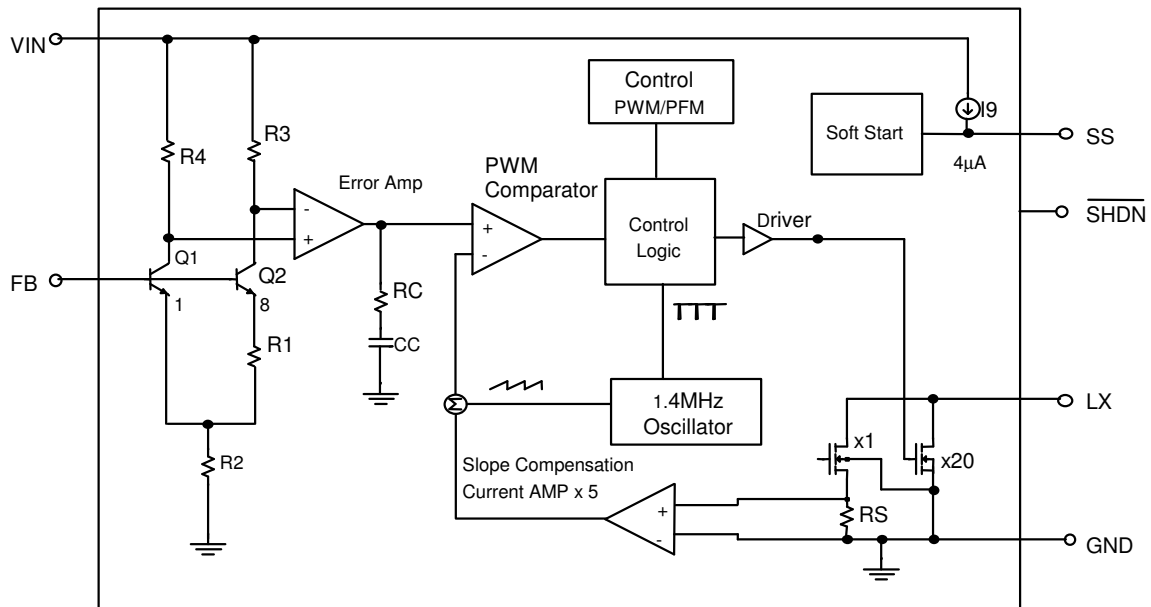 VIN
Control
PWM/PFM
I9
Soft Start
SS
4µA
R4
R3
Error Amp
PWM
Comparator
-
+
+
-
Control
Logic
Driver
SHDN
Q1
Q2
FB
1
8
RC
R1
CC
Σ
1.4MHz
Oscillator
LX
x1
x20
R2
Slope Compensation
Current AMP x 5
+
-
RS
GND